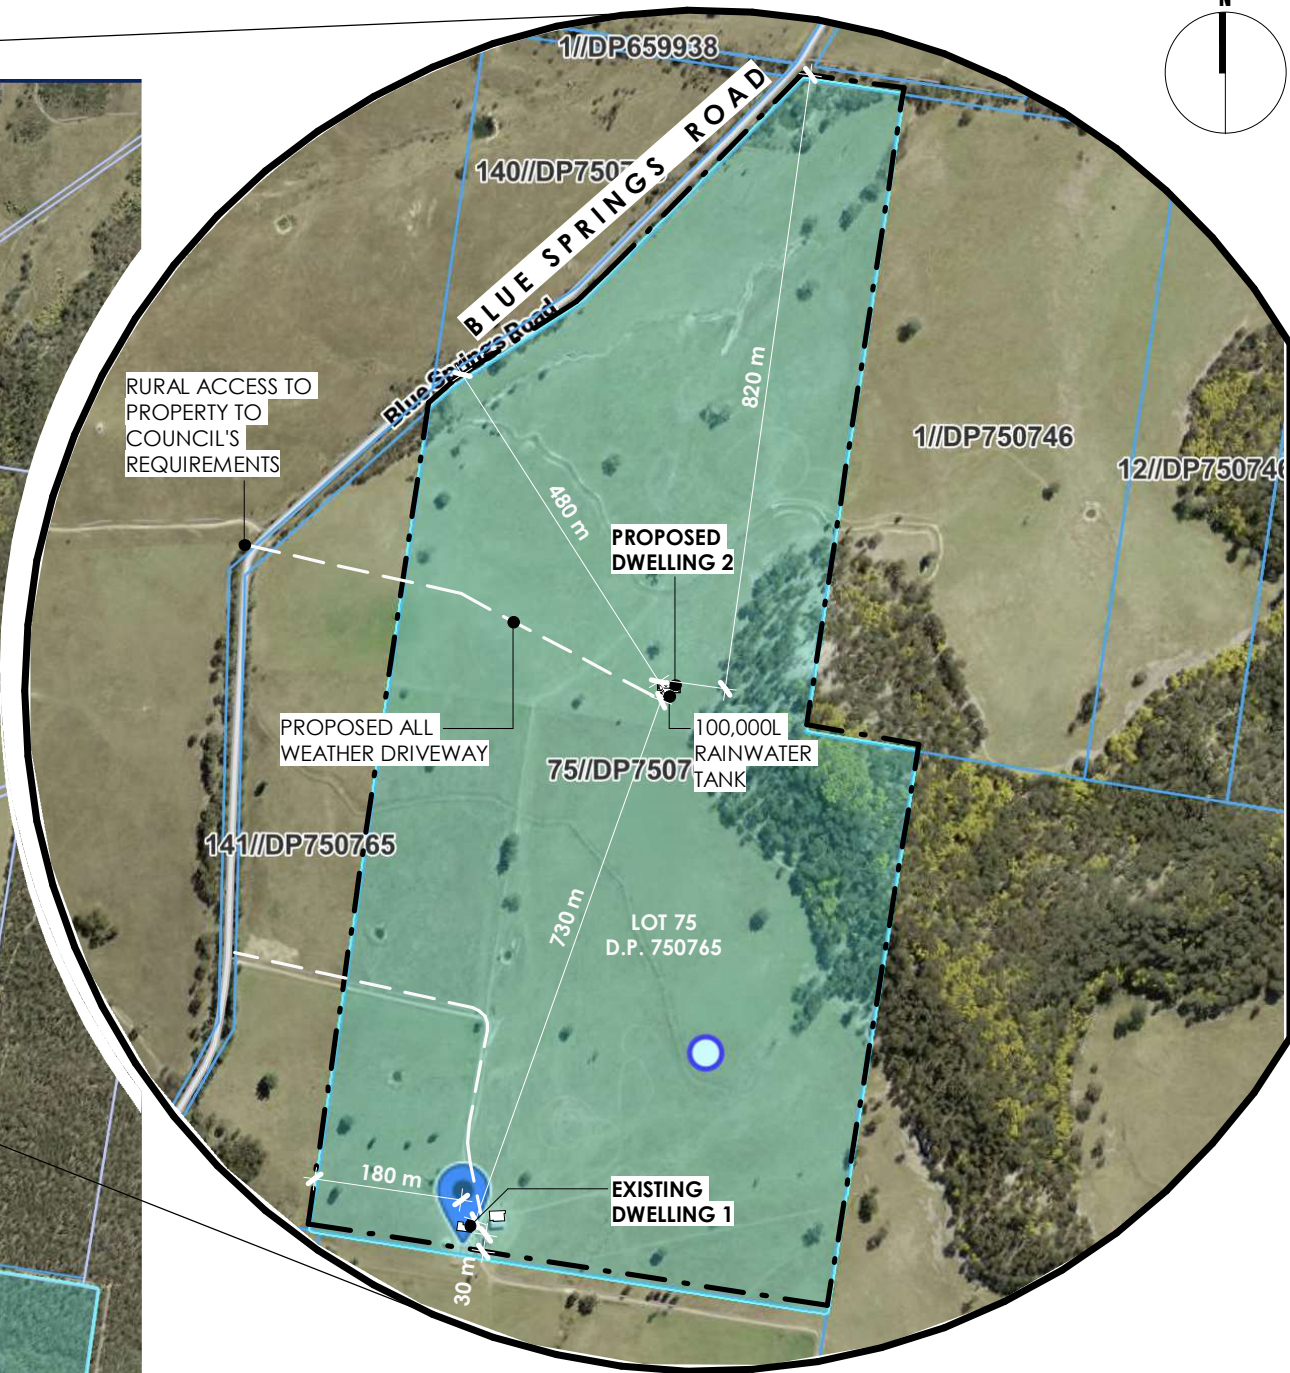 N
1//DP659938
BLUE SPRINGS ROAD
140//DP7507
Blue Springs Road
RURAL ACCESS TO
PROPERTY TO
COUNCIL'S
REQUIREMENTS
820 m
1//DP750746
12//DP750746
480 m
PROPOSED
DWELLING 2
PROPOSED ALL
WEATHER DRIVEWAY
100,000L
RAINWATER
TANK
75//DP7507
141//DP750765
730 m
LOT 75
D.P. 750765
180 m
EXISTING
DWELLING 1
30 m